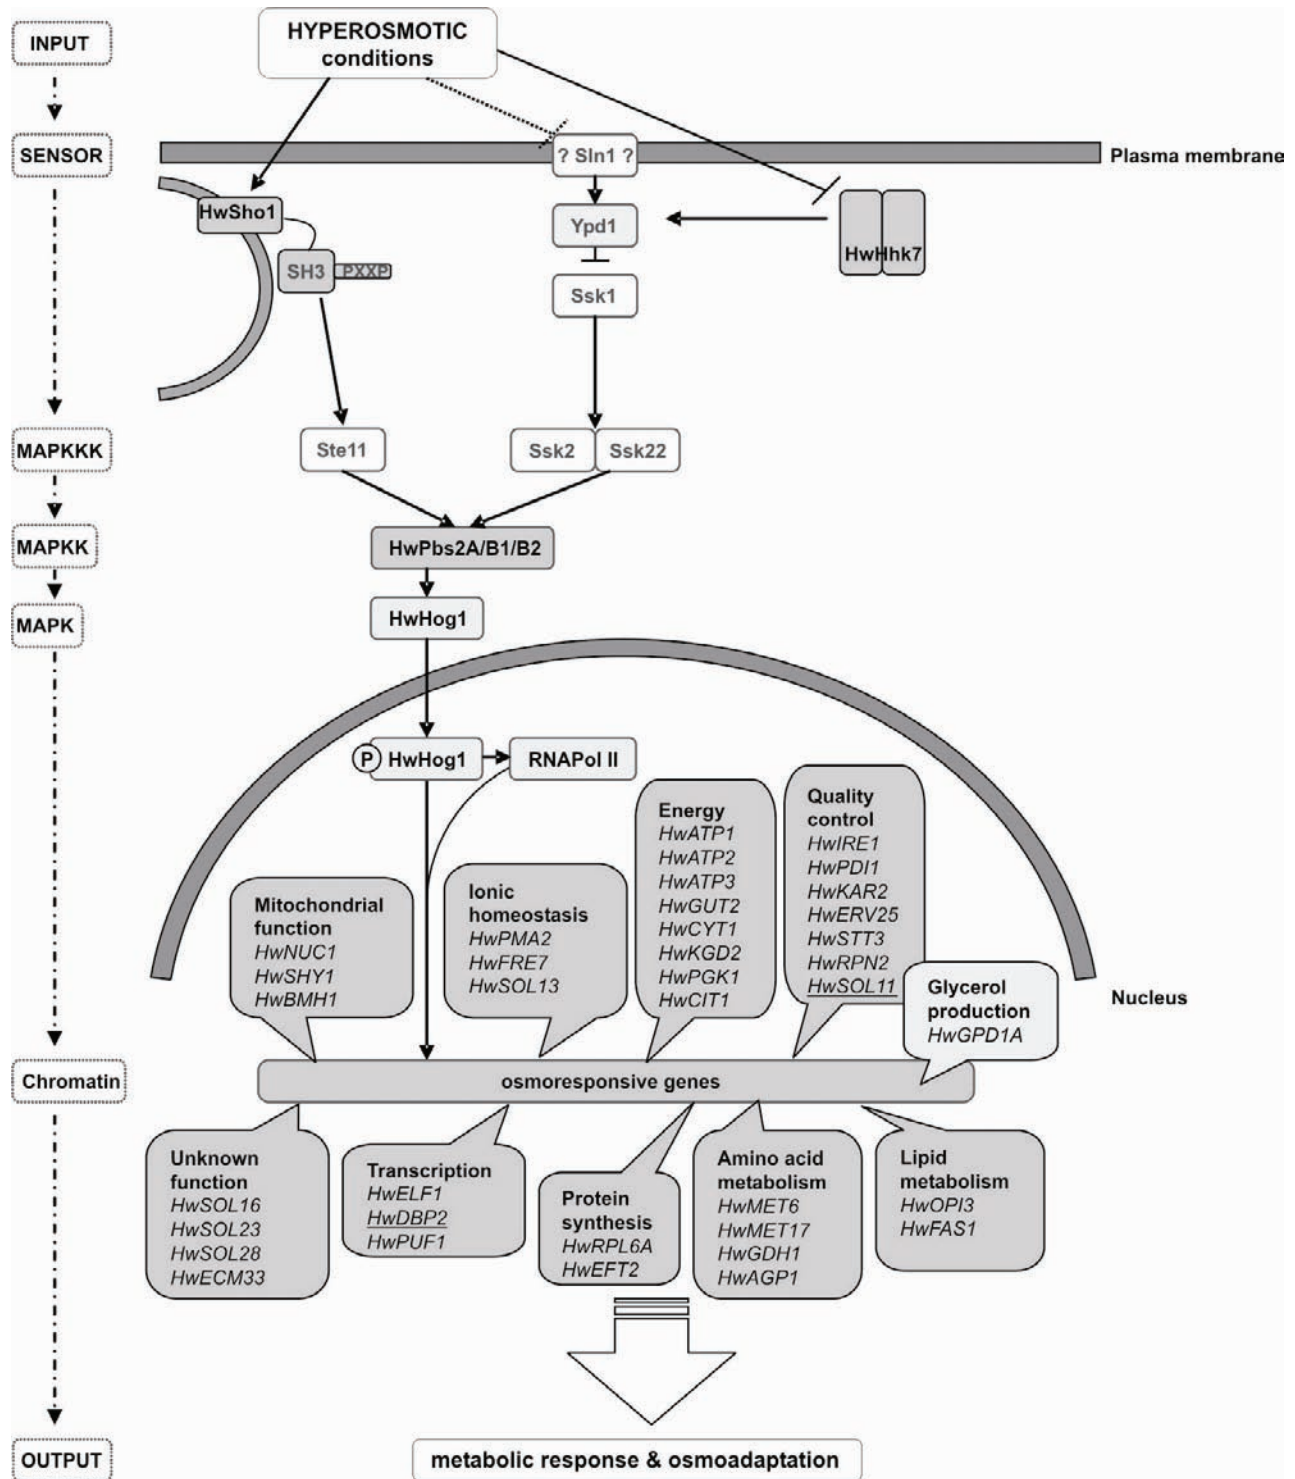 INPUT
HYPEROSMOTIC
conditions
SENSOR
? Sln1 ?
Plasma membrane
HwSho1
Ypd1
HwHhk7
SH3
PXXP
Ssk1
MAPKKK
Ste11
Ssk2
Ssk22
MAPKK
HwPbs2A/B1/B2
MAPK
HwHog1
P
HwHog1
RNAPol II
Mitochondrial
function
HwNUC1
HwSHY1
HwBMH1
Ionic
homeostasis
HwPMA2
HwFRE7
HwSOL13
Energy
HwATP1
HwATP2
HwATP3
HwGUT2
HwCYT1
HwKGD2
HwPGK1
HwCIT1
Quality
control
HwIRE1
HwPDI1
HwKAR2
HwERV25
HwSTT3
HwRPN2
HwSOL11
Glycerol
production
HwGPD1A
Nucleus
Chromatin
osmoresponsive genes
Unknown
function
HwSOL16
HwSOL23
HwSOL28
HwECM33
Transcription
HwELF1
HwDBP2
HwPUF1
Protein
synthesis
HwRPL6A
HwEFT2
Amino acid
metabolism
HwMET6
HwMET17
HwGDH1
HwAGP1
Lipid
metabolism
HwOPI3
HwFAS1
OUTPUT
metabolic response & osmoadaptation